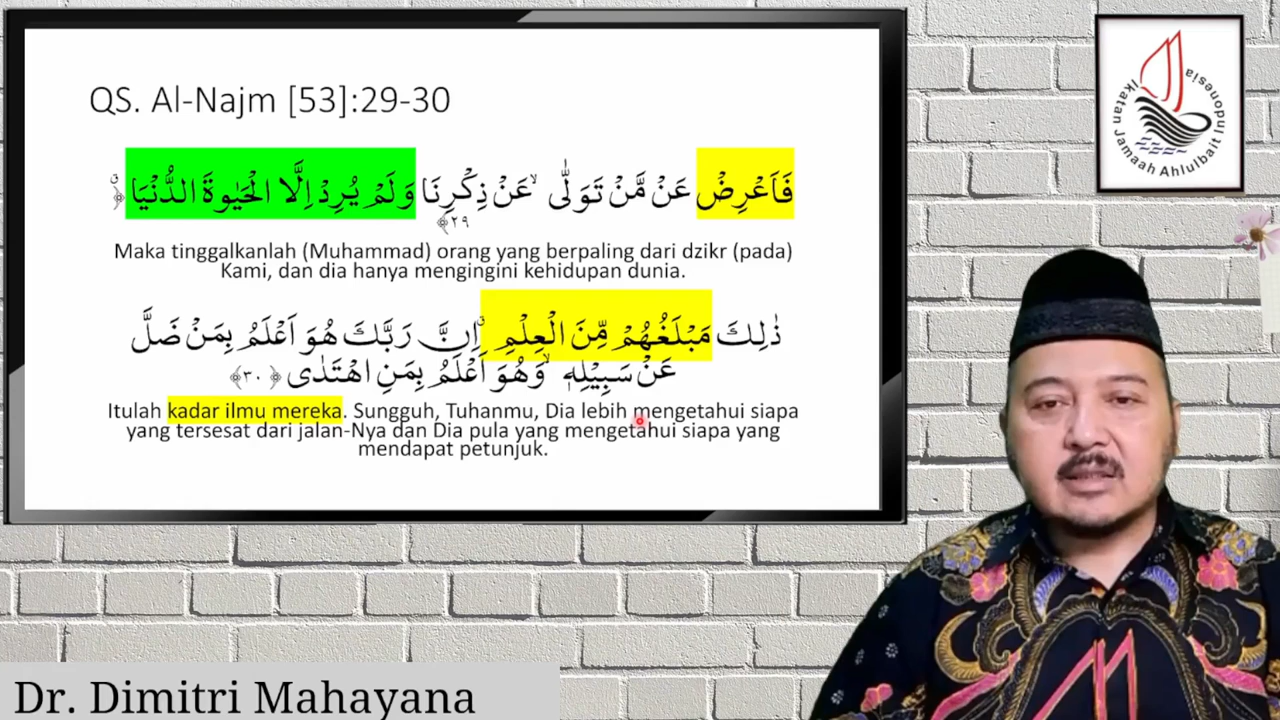 QS. Al-Najm [53]:29-30
فَاَعْرِضْ عَنْ مَّنْ تَوَلّٰى ۙ عَنْ ذِكْرِنَا وَلَمْ يُرِدْ اِلَّا الْحَيٰوةَ الدُّنْيَا ۗ ﴿
٢٩﴾
Maka tinggalkanlah (Muhammad) orang yang berpaling dari dzikr (pada)
Kami, dan dia hanya mengingini kehidupan dunia.
ذٰلِكَ مَبْلَغُهُمْ مِّنَ الْعِلْمِ ۗ اِنَّ رَبَّكَ هُوَ اَعْلَمُ بِمَنْ ضَلَّ
عَنْ سَبِيْلِهٖ ۙ وَهُوَ اَعْلَمُ بِمَنِ اهْتَدٰى ﴿٣٠﴾
Itulah kadar ilmu mereka. Sungguh, Tuhanmu, Dia lebih mengetahui siapa
yang tersesat dari jalan-Nya dan Dia pula yang mengetahui siapa yang
mendapat petunjuk.
Ikatan Jamaah Ahlulbait Indonesia
Dr. Dimitri Mahayana